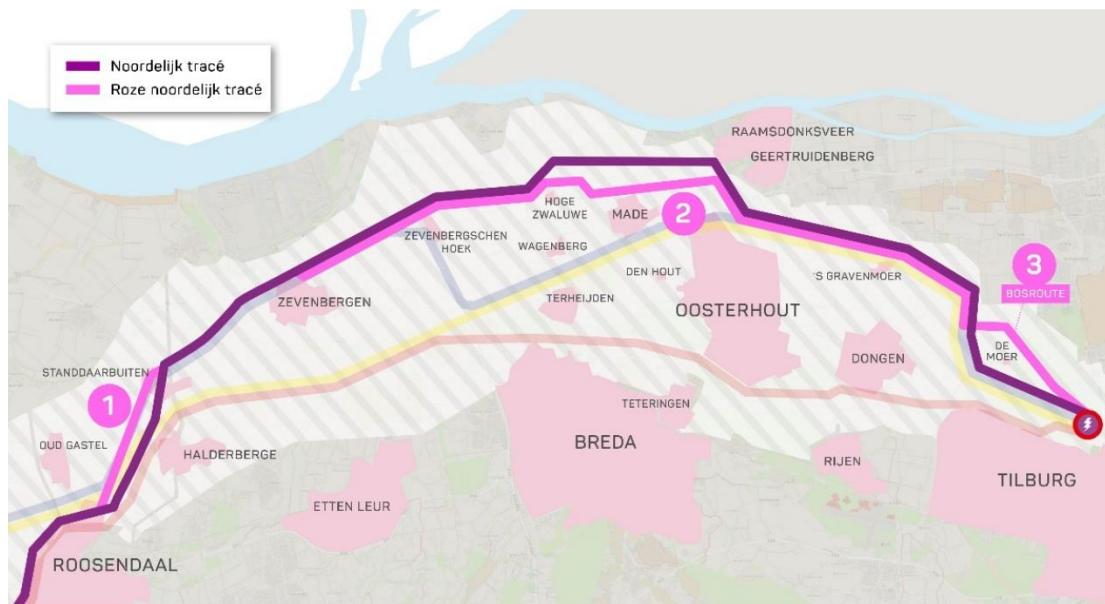 Noordelijk tracé
Roze noordelijk tracé
RAAMSDONKSVEER
GEERTRUIDENBERG
HOGE
ZWALUWE
MADE
2
ZEVENBERGSCHEN
HOEK
WAGENBERG
DEN HOUT
'S GRAVENMOER
3
BOSROUTE
ZEVENBERGEN
TERHEIJDEN
OOSTERHOUT
DE
MOER
STANDDAARBUITEN
DONGEN
1
TETERINGEN
OUD GASTEL
HALDERBERGE
BREDA
RIJEN
TILBURG
ETTEN LEUR
ROOSENDAAL